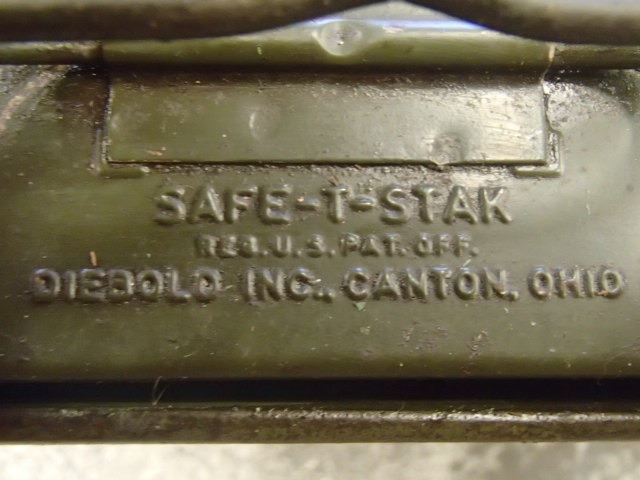 SAFE-T-STAK
REG. U.S. PAT. OFF.
DIEBOLD INC., CANTON, OHIO